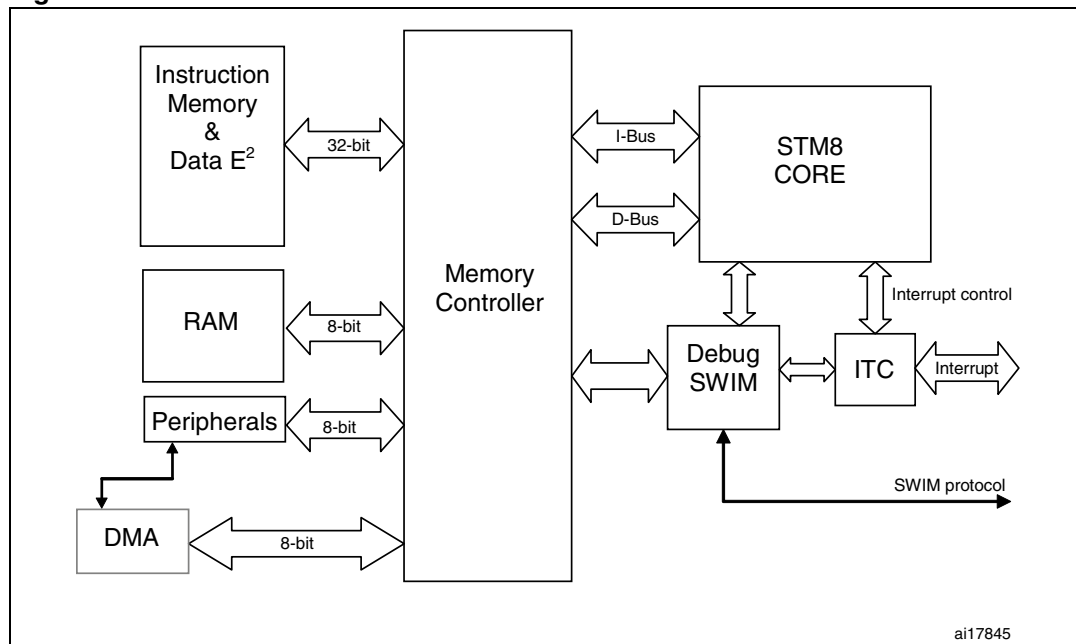 Instruction
Memory
&
Data E²
32-bit
RAM
8-bit
Peripherals
8-bit
DMA
8-bit
Memory
Controller
I-Bus
D-Bus
STM8
CORE
Interrupt control
Debug
SWIM
ITC
Interrupt
SWIM protocol
ai17845